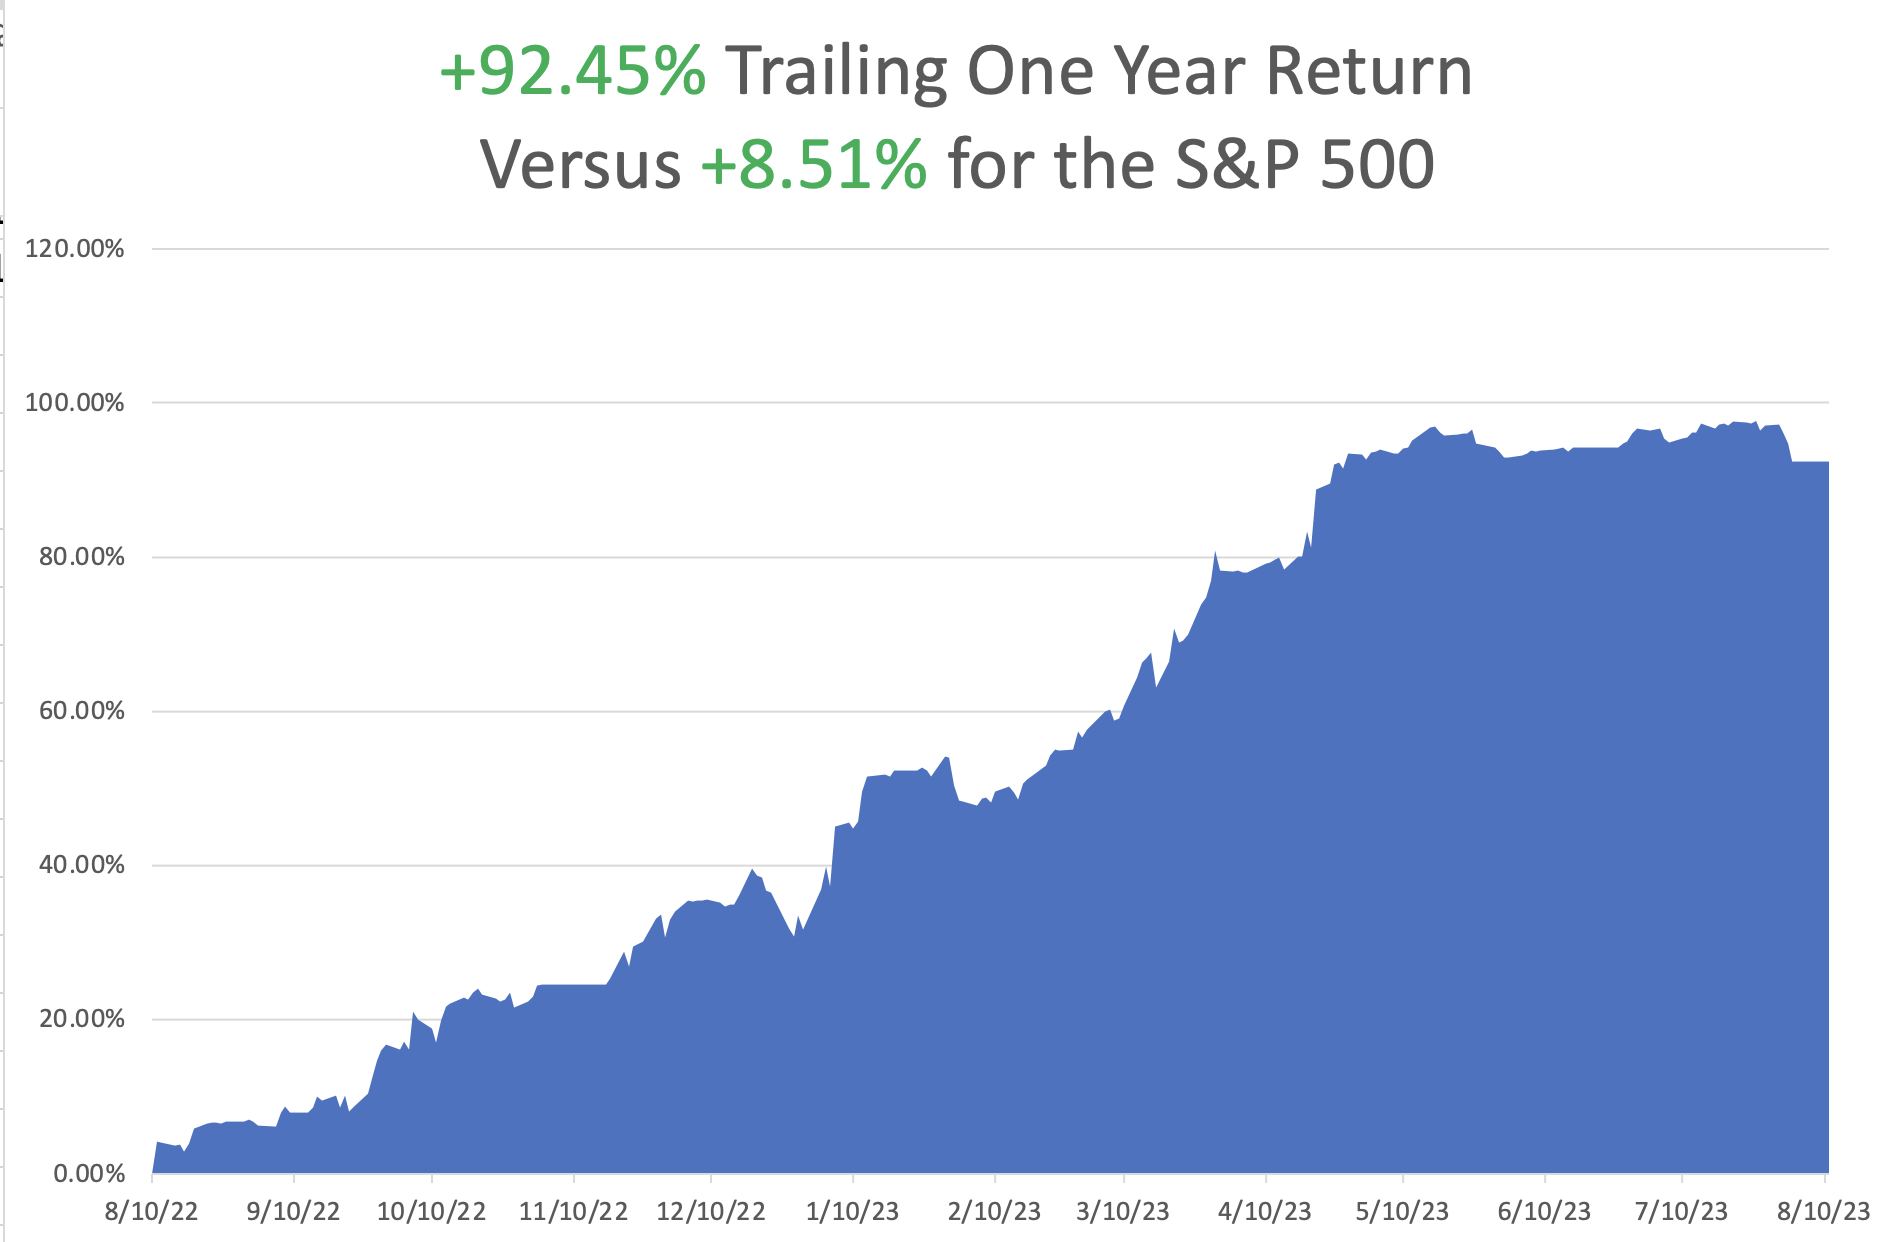 +92.45% Trailing One Year Return
Versus +8.51% for the S&P 500
120.00%
100.00%
80.00%
60.00%
40.00%
20.00%
0.00%
8/10/22 9/10/22 10/10/22 11/10/22 12/10/22 1/10/23 2/10/23 3/10/23 4/10/23 5/10/23 6/10/23 7/10/23 8/10/23